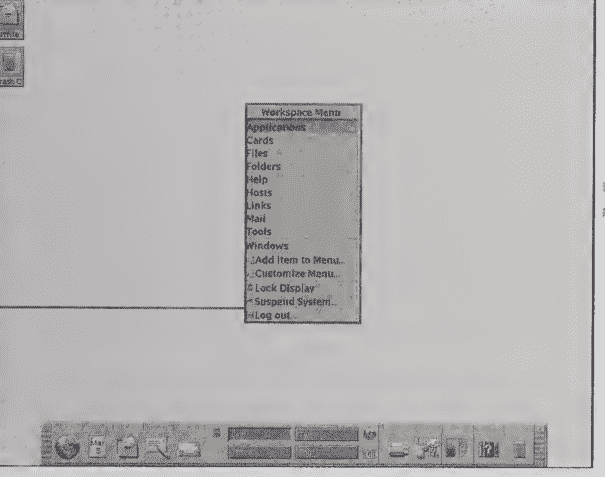 Workspace Menu
Applications
Cards
Files
Folders
Help
Hosts
Links
Mail
Tools
Windows
Add Item to Menu...
Customize Menu...
Lock Display
Suspend System...
Log out...